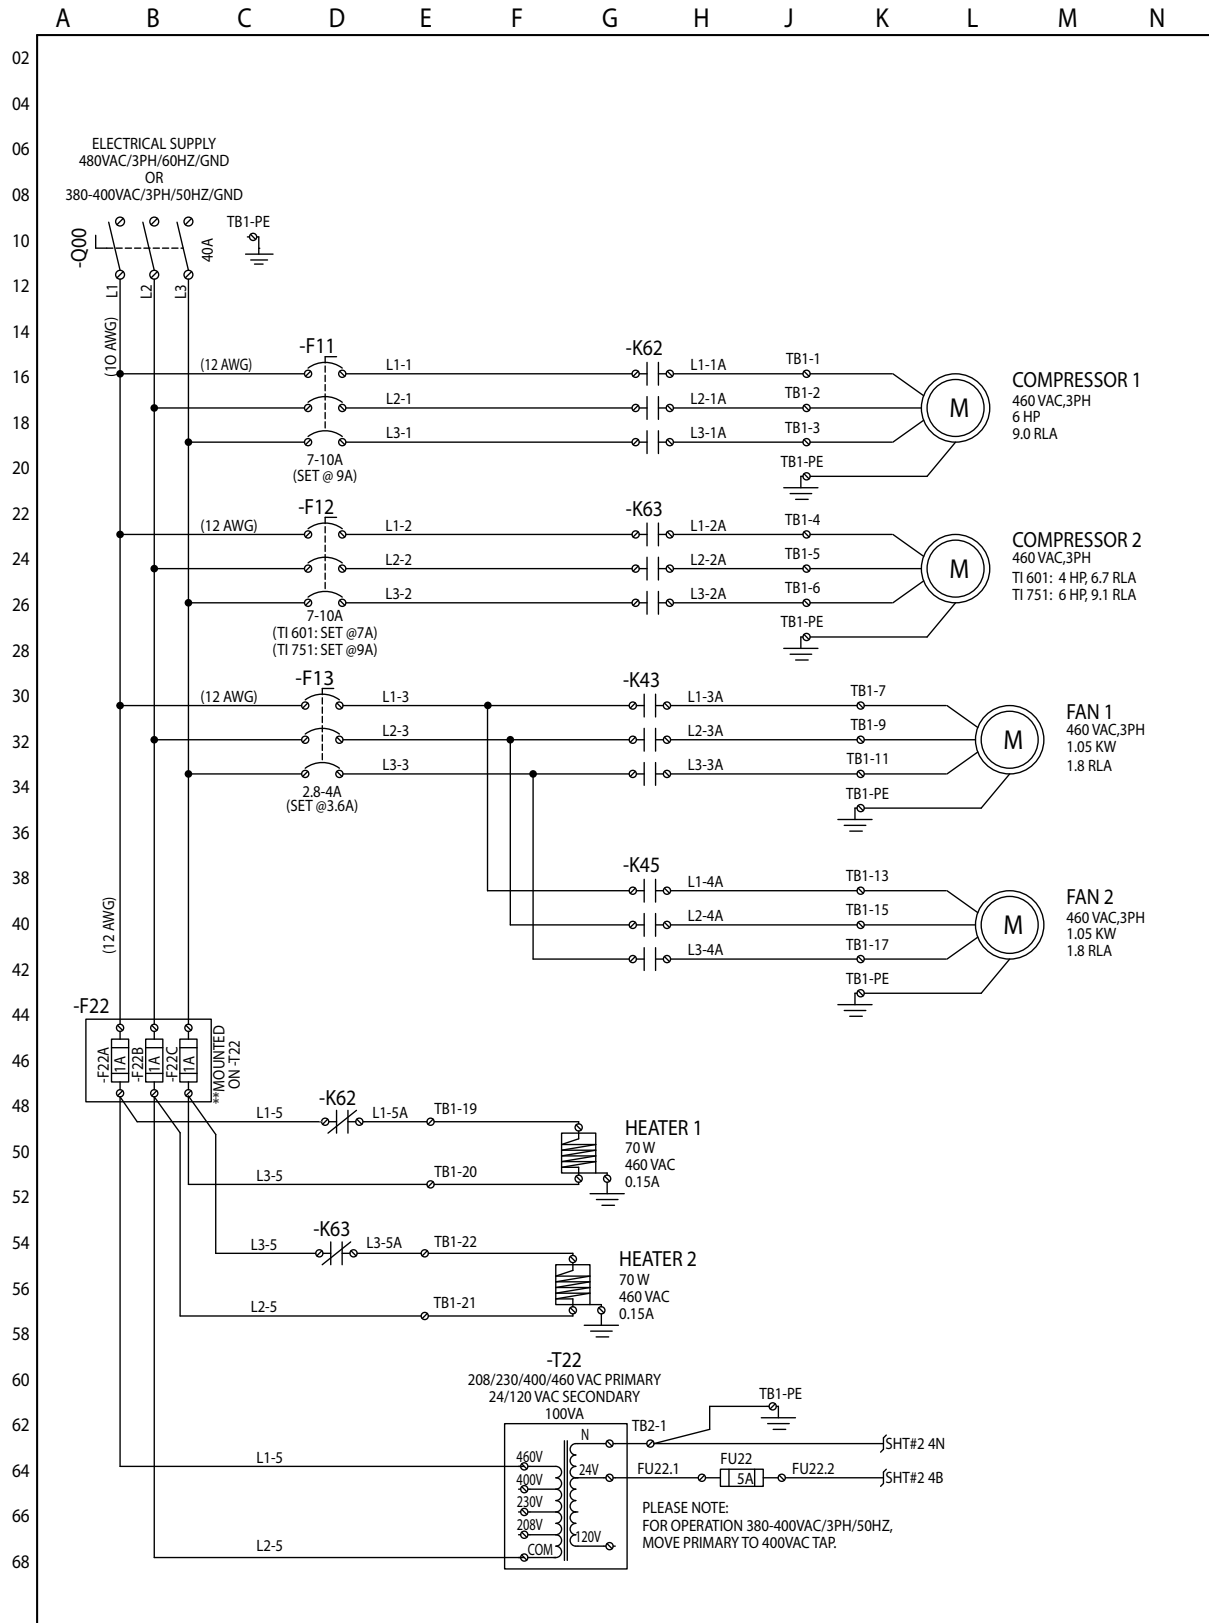 A B C D E F G H J K L M N
02
04
06
08
10
12
14
16
18
20
22
24
26
28
30
32
34
36
38
40
42
44
46
48
50
52
54
56
58
60
62
64
66
68
ELECTRICAL SUPPLY
480VAC/3PH/60HZ/GND
OR
380-400VAC/3PH/50HZ/GND
-Q00
40A
TB1-PE
L1
L2
L3
(10 AWG)
(12 AWG)
-F11
L1-1
L2-1
L3-1
7-10A
(SET @ 9A)
-K62
L1-1A
L2-1A
L3-1A
TB1-1
TB1-2
TB1-3
TB1-PE
M
COMPRESSOR 1
460 VAC,3PH
6 HP
9.0 RLA
(12 AWG)
-F12
L1-2
L2-2
L3-2
7-10A
(TI 601: SET @7A)
(TI 751: SET @9A)
-K63
L1-2A
L2-2A
L3-2A
TB1-4
TB1-5
TB1-6
TB1-PE
M
COMPRESSOR 2
460 VAC,3PH
TI 601: 4 HP, 6.7 RLA
TI 751: 6 HP, 9.1 RLA
(12 AWG)
-F13
L1-3
L2-3
L3-3
2.8-4A
(SET @3.6A)
-K43
L1-3A
L2-3A
L3-3A
TB1-7
TB1-9
TB1-11
TB1-PE
M
FAN 1
460 VAC,3PH
1.05 KW
1.8 RLA
-K45
L1-4A
L2-4A
L3-4A
TB1-13
TB1-15
TB1-17
TB1-PE
M
FAN 2
460 VAC,3PH
1.05 KW
1.8 RLA
(12 AWG)
-F22
-F22A
1A
-F22B
1A
-F22C
1A
**MOUNTED
ON -T22
L1-5
-K62
L1-5A
TB1-19
L3-5
TB1-20
HEATER 1
70 W
460 VAC
0.15A
L3-5
-K63
L3-5A
TB1-22
L2-5
TB1-21
HEATER 2
70 W
460 VAC
0.15A
-T22
208/230/400/460 VAC PRIMARY
24/120 VAC SECONDARY
100VA
L1-5
L2-5
460V
400V
230V
208V
COM
N
24V
120V
TB2-1
TB1-PE
SHT#2 4N
FU22.1
FU22
5A
FU22.2
SHT#2 4B
PLEASE NOTE:
FOR OPERATION 380-400VAC/3PH/50HZ,
MOVE PRIMARY TO 400VAC TAP.